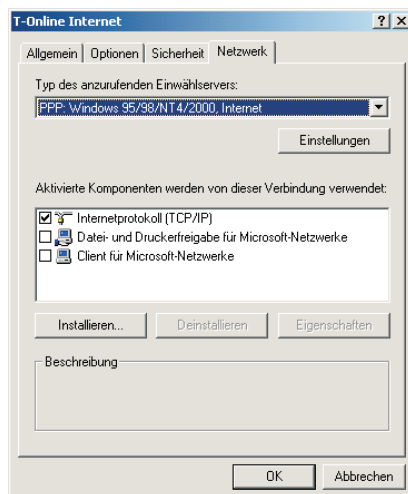 T-Online Internet
Allgemein Optionen Sicherheit Netzwerk
Typ des anzurufenden Einwählservers:
PPP: Windows 95/98/NT4/2000, Internet
Einstellungen
Aktivierte Komponenten werden von dieser Verbindung verwendet:
Internetprotokoll (TCP/IP)
Datei- und Druckerfreigabe für Microsoft-Netzwerke
Client für Microsoft-Netzwerke
Installieren... Deinstallieren Eigenschaften
Beschreibung
OK Abbrechen